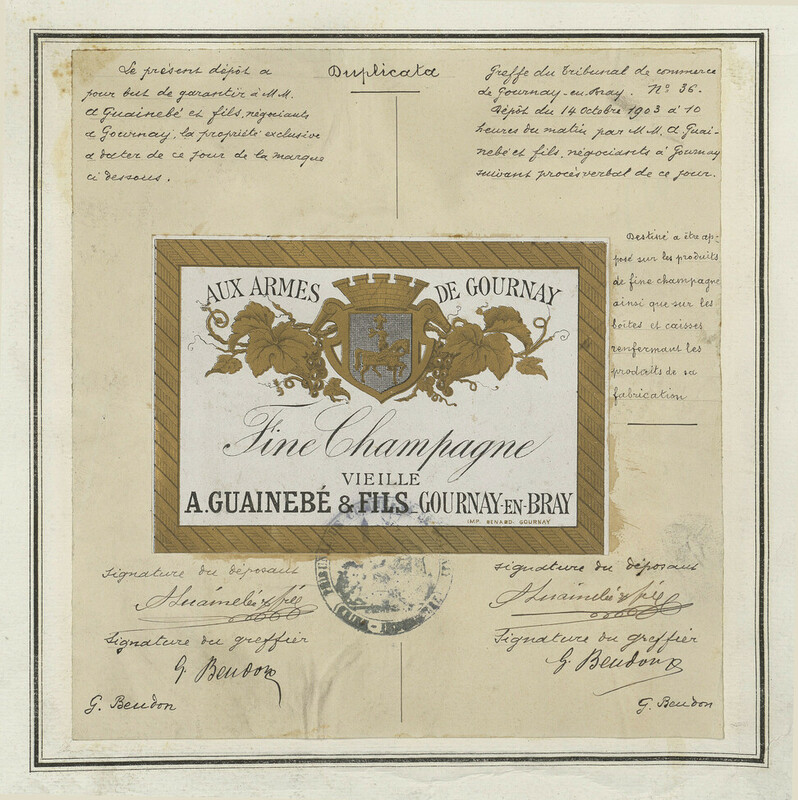 Le présent dépôt a
pour but de garantir à M.M.
A Guainebé et fils, négociants
a Gournay, la propriété exclusive
a dater de ce jour de la marque
ci dessous.
Duplicata
Greffe du tribunal de commerce
de Gournay-en-Bray. N° 36.
Dépôt du 14 Octobre 1903 à 10
heures du matin par M.M. A Guai-
nebé et fils, négociants à Gournay
suivant procès verbal de ce jour.
Destiné a être ap-
posé sur les produits
de fine champagne
ainsi que sur les
boîtes et caisses
renfermant les
produits de sa
fabrication
AUX ARMES DE GOURNAY
Fine Champagne
VIEILLE
A. GUAINEBÉ & FILS GOURNAY-EN-BRAY
IMP. BENARD. GOURNAY
Signature du déposant
A Guainebé & fils
Signature du greffier
G. Beudon
G. Beudon
Signature du déposant
A Guainebé & fils
Signature du greffier
G. Beudon
G. Beudon